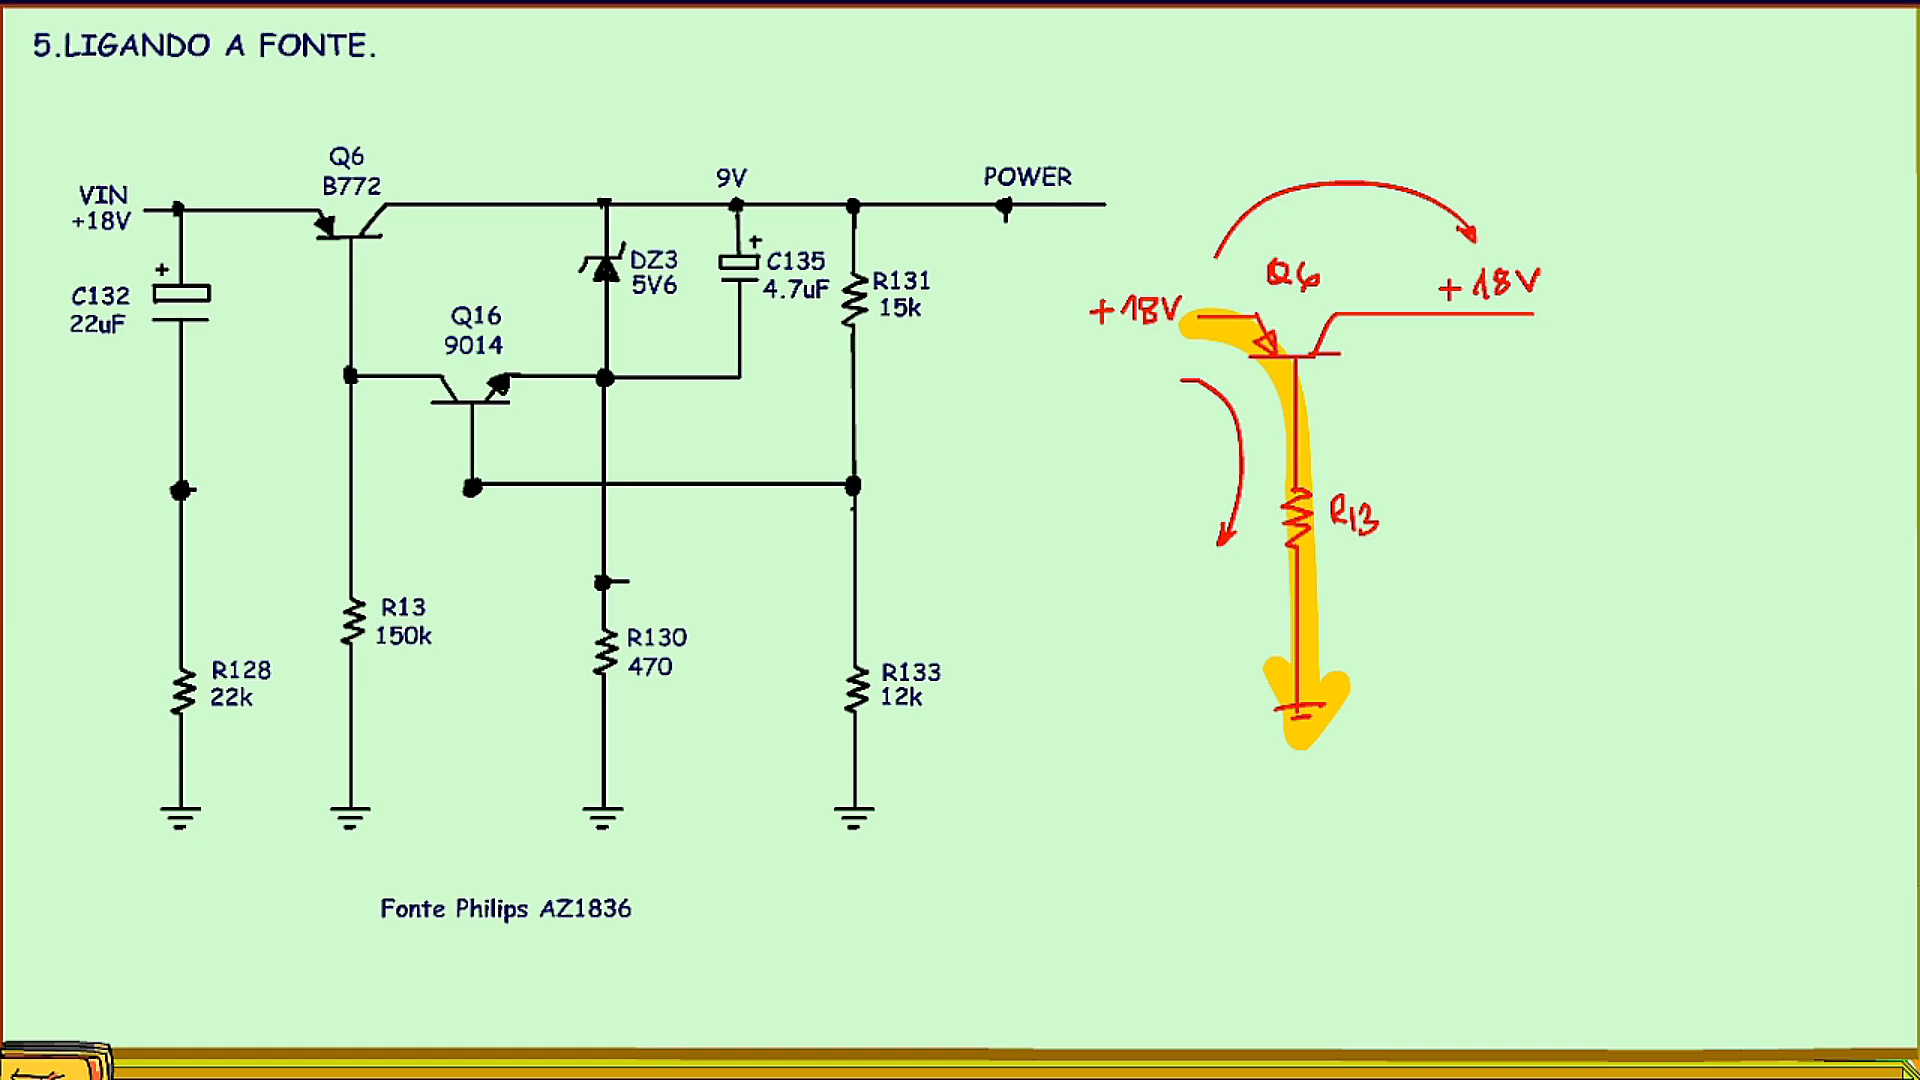 5.LIGANDO A FONTE.
Q6
B772
VIN
+18V
9V
POWER
+
C132
22uF
DZ3
5V6
+
C135
4.7uF
R131
15k
Q16
9014
R13
150k
R130
470
R128
22k
R133
12k
Fonte Philips AZ1836
Q6
+18V
+18V
R13